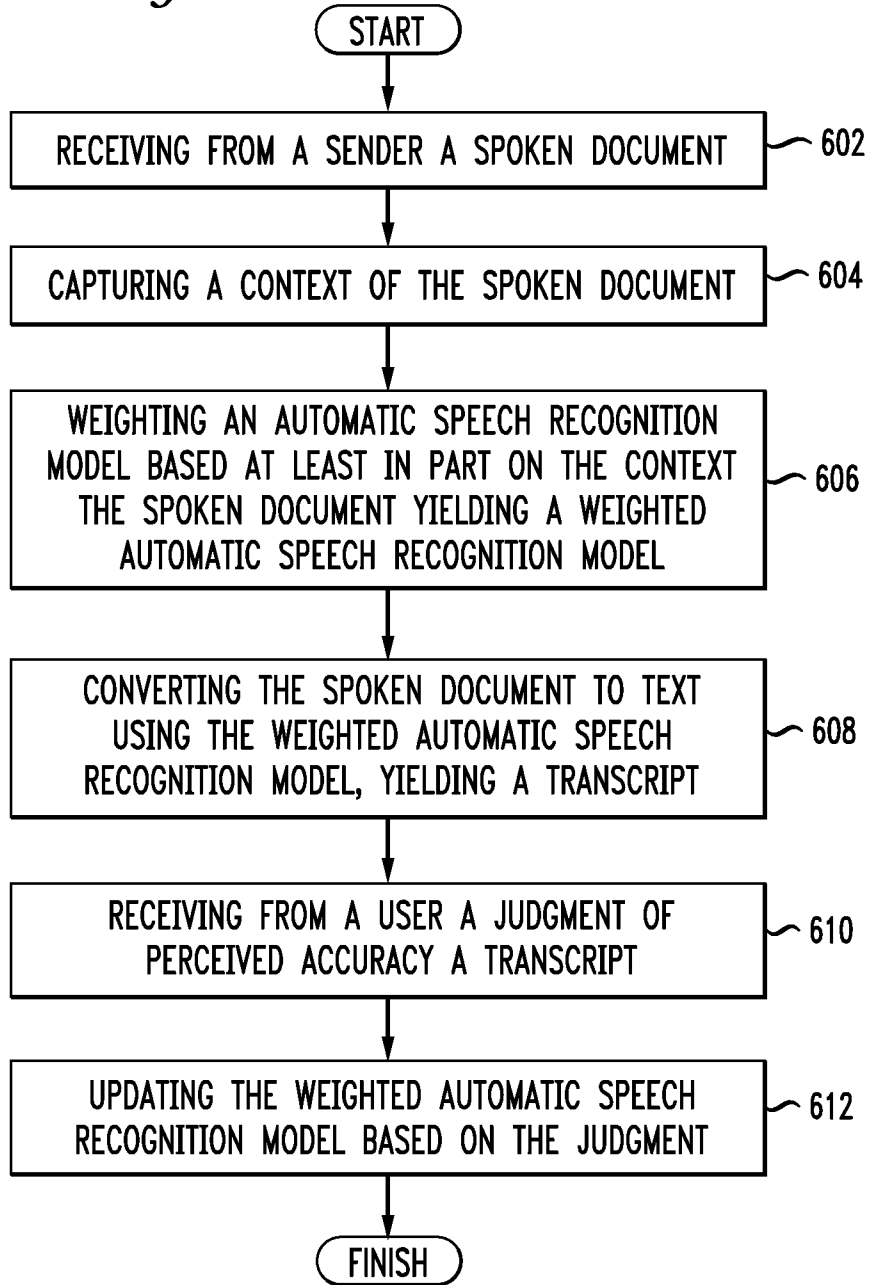 START
RECEIVING FROM A SENDER A SPOKEN DOCUMENT
602
CAPTURING A CONTEXT OF THE SPOKEN DOCUMENT
604
WEIGHTING AN AUTOMATIC SPEECH RECOGNITION
MODEL BASED AT LEAST IN PART ON THE CONTEXT
THE SPOKEN DOCUMENT YIELDING A WEIGHTED
AUTOMATIC SPEECH RECOGNITION MODEL
606
CONVERTING THE SPOKEN DOCUMENT TO TEXT
USING THE WEIGHTED AUTOMATIC SPEECH
RECOGNITION MODEL, YIELDING A TRANSCRIPT
608
RECEIVING FROM A USER A JUDGMENT OF
PERCEIVED ACCURACY A TRANSCRIPT
610
UPDATING THE WEIGHTED AUTOMATIC SPEECH
RECOGNITION MODEL BASED ON THE JUDGMENT
612
FINISH